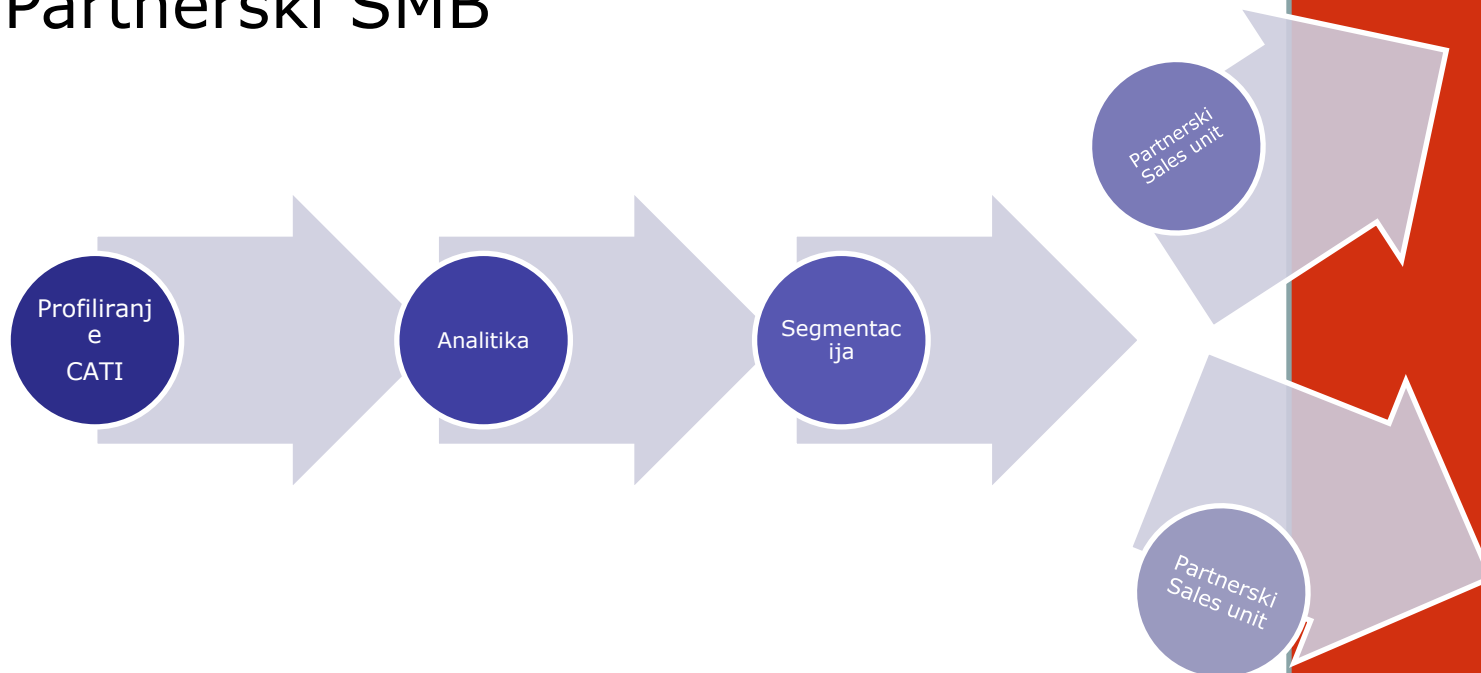 Partnerski SMB
Profiliranj
e
CATI
Analitika
Segmentac
ija
Partnerski
Sales unit
Partnerski
Sales unit